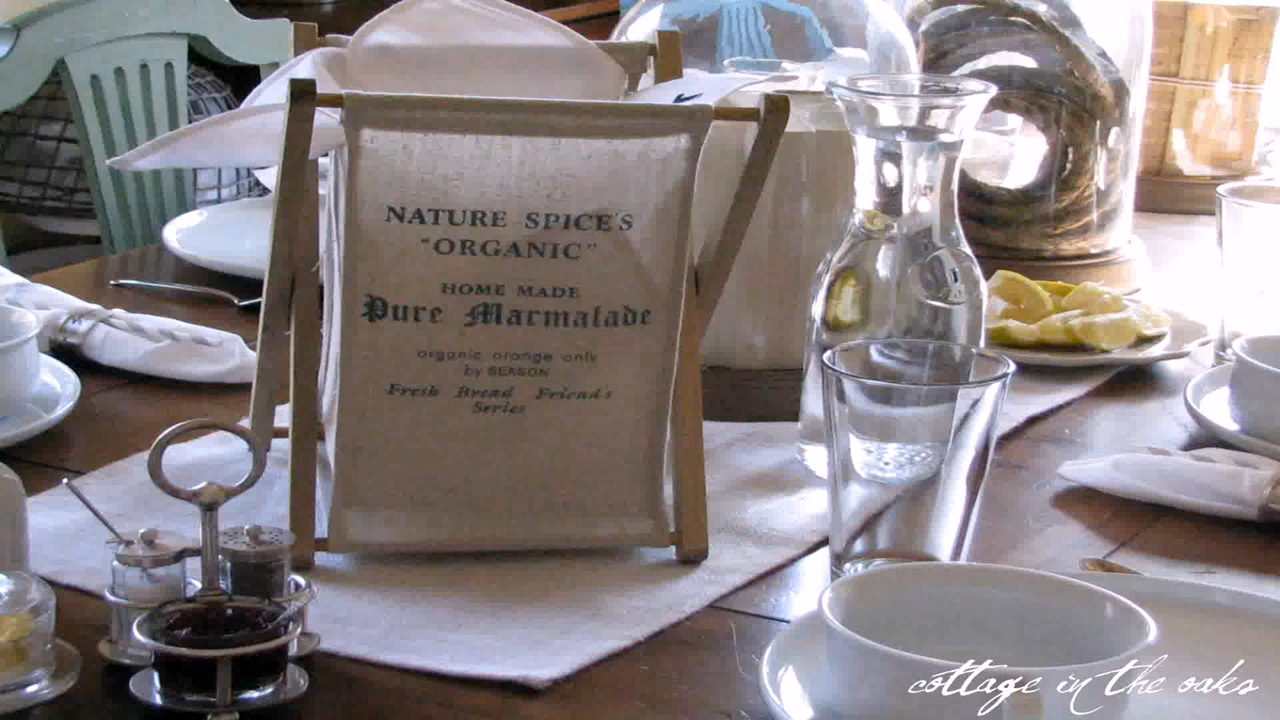 NATURE SPICE'S
"ORGANIC"
HOME MADE
Pure Marmalade
organic orange only
by SEASON
Fresh Bread Friend's
Series
cottage in the oaks